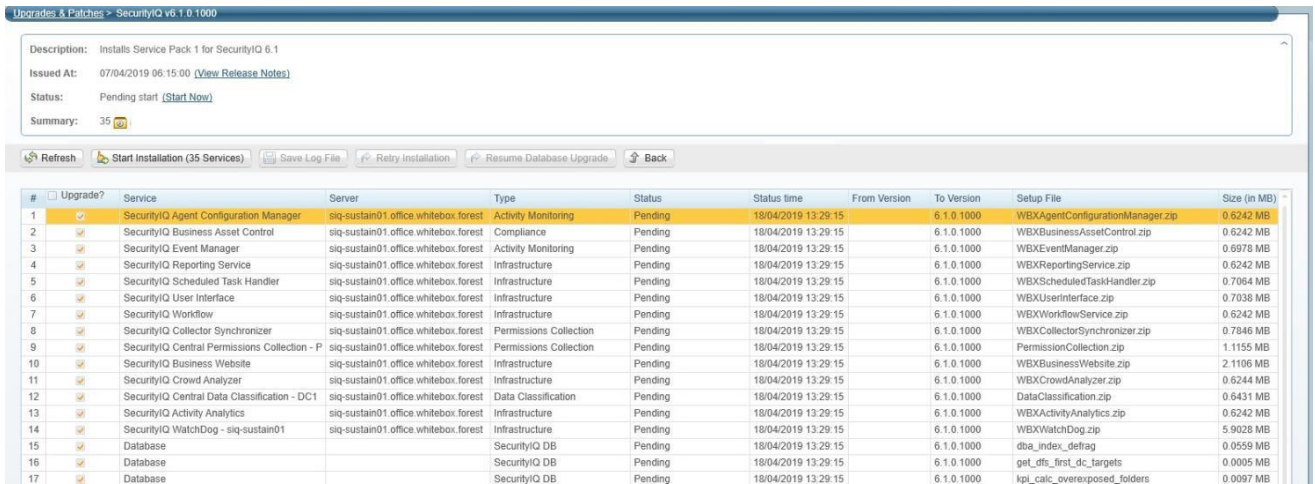 Upgrades & Patches > SecurityIQ v6.1.0.1000
Description: Installs Service Pack 1 for SecurityIQ 6.1
Issued At: 07/04/2019 06:15:00 (View Release Notes)
Status: Pending start (Start Now)
Summary: 35
Refresh Start Installation (35 Services) Save Log File Retry Installation Resume Database Upgrade Back
# Upgrade? Service Server Type Status Status time From Version To Version Setup File Size (in MB)
1 SecurityIQ Agent Configuration Manager siq-sustain01.office.whitebox.forest Activity Monitoring Pending 18/04/2019 13:29:15 6.1.0.1000 WBXAgentConfigurationManager.zip 0.6242 MB
2 SecurityIQ Business Asset Control siq-sustain01.office.whitebox.forest Compliance Pending 18/04/2019 13:29:15 6.1.0.1000 WBXBusinessAssetControl.zip 0.6242 MB
3 SecurityIQ Event Manager siq-sustain01.office.whitebox.forest Activity Monitoring Pending 18/04/2019 13:29:15 6.1.0.1000 WBXEventManager.zip 0.6978 MB
4 SecurityIQ Reporting Service siq-sustain01.office.whitebox.forest Infrastructure Pending 18/04/2019 13:29:15 6.1.0.1000 WBXReportingService.zip 0.6242 MB
5 SecurityIQ Scheduled Task Handler siq-sustain01.office.whitebox.forest Infrastructure Pending 18/04/2019 13:29:15 6.1.0.1000 WBXScheduledTaskHandler.zip 0.7064 MB
6 SecurityIQ User Interface siq-sustain01.office.whitebox.forest Infrastructure Pending 18/04/2019 13:29:15 6.1.0.1000 WBXUserInterface.zip 0.7038 MB
7 SecurityIQ Workflow siq-sustain01.office.whitebox.forest Infrastructure Pending 18/04/2019 13:29:15 6.1.0.1000 WBXWorkflowService.zip 0.6242 MB
8 SecurityIQ Collector Synchronizer siq-sustain01.office.whitebox.forest Permissions Collection Pending 18/04/2019 13:29:15 6.1.0.1000 WBXCollectorSynchronizer.zip 0.7846 MB
9 SecurityIQ Central Permissions Collection - P siq-sustain01.office.whitebox.forest Permissions Collection Pending 18/04/2019 13:29:15 6.1.0.1000 PermissionCollection.zip 1.1155 MB
10 SecurityIQ Business Website siq-sustain01.office.whitebox.forest Infrastructure Pending 18/04/2019 13:29:15 6.1.0.1000 WBXBusinessWebsite.zip 2.1106 MB
11 SecurityIQ Crowd Analyzer siq-sustain01.office.whitebox.forest Infrastructure Pending 18/04/2019 13:29:15 6.1.0.1000 WBXCrowdAnalyzer.zip 0.6244 MB
12 SecurityIQ Central Data Classification - DC1 siq-sustain01.office.whitebox.forest Data Classification Pending 18/04/2019 13:29:15 6.1.0.1000 DataClassification.zip 0.6431 MB
13 SecurityIQ Activity Analytics siq-sustain01.office.whitebox.forest Infrastructure Pending 18/04/2019 13:29:15 6.1.0.1000 WBXActivityAnalytics.zip 0.6242 MB
14 SecurityIQ WatchDog - siq-sustain01 siq-sustain01.office.whitebox.forest Infrastructure Pending 18/04/2019 13:29:15 6.1.0.1000 WBXWatchDog.zip 5.9028 MB
15 Database SecurityIQ DB Pending 18/04/2019 13:29:15 6.1.0.1000 dba_index_defrag 0.0559 MB
16 Database SecurityIQ DB Pending 18/04/2019 13:29:15 6.1.0.1000 get_dfs_first_dc_targets 0.0005 MB
17 Database SecurityIQ DB Pending 18/04/2019 13:29:15 6.1.0.1000 kpi_calc_overexposed_folders 0.0097 MB